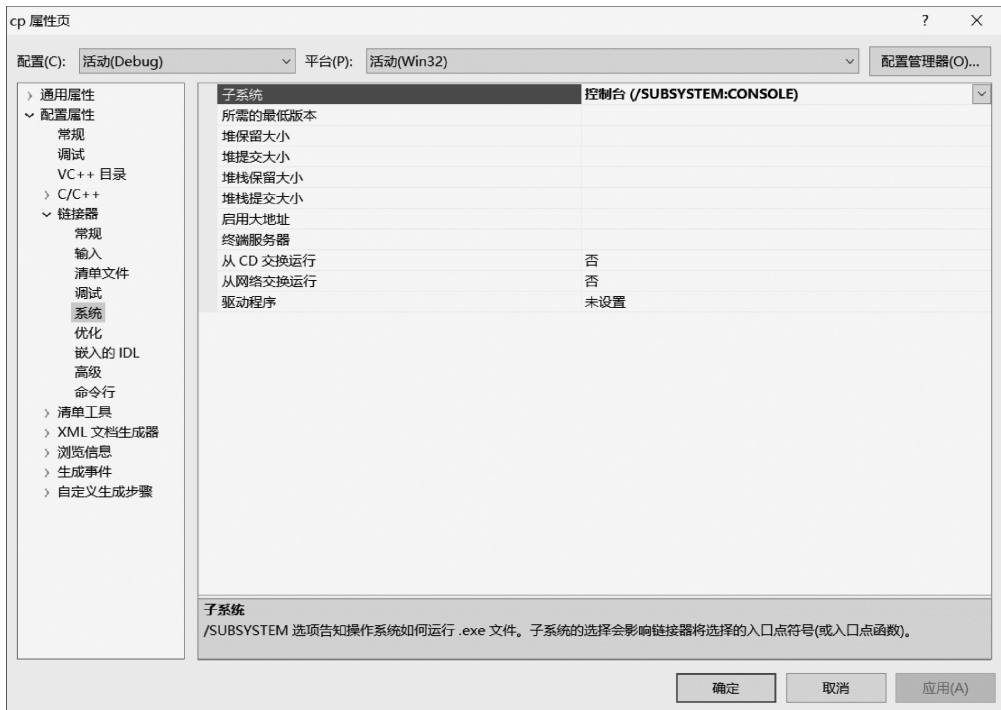 cp 属性页 ? ×
配置(C): 活动(Debug) 平台(P): 活动(Win32) 配置管理器(O)...
通用属性
配置属性
常规
调试
VC++ 目录
C/C++
链接器
常规
输入
清单文件
调试
系统
优化
嵌入的 IDL
高级
命令行
清单工具
XML 文档生成器
浏览信息
生成事件
自定义生成步骤
子系统 控制台 (/SUBSYSTEM:CONSOLE)
所需的最低版本
堆保留大小
堆提交大小
堆栈保留大小
堆栈提交大小
启用大地址
终端服务器
从 CD 交换运行 否
从网络交换运行 否
驱动程序 未设置
子系统
/SUBSYSTEM 选项告知操作系统如何运行 .exe 文件。子系统的选择会影响链接器将选择的入口点符号(或入口点函数)。
确定 取消 应用(A)